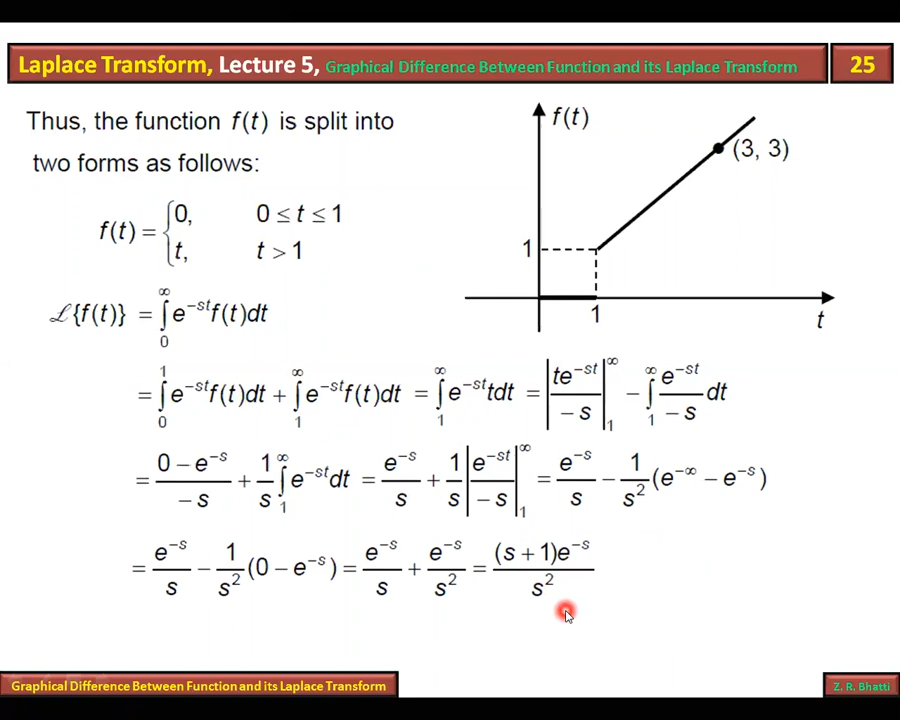 Laplace Transform, Lecture 5, Graphical Difference Between Function and its Laplace Transform
25
Thus, the function f(t) is split into
two forms as follows:
f(t) = {0, 0 ≤ t ≤ 1
t, t > 1
f(t)
(3, 3)
1
1
t
ℒ{f(t)} = ∫₀^∞ e^(−st) f(t)dt
= ∫₀¹ e^(−st) f(t)dt + ∫₁^∞ e^(−st) f(t)dt = ∫₁^∞ e^(−st) tdt = |te^(−st)/(−s)|₁^∞ − ∫₁^∞ e^(−st)/(−s) dt
= (0 − e^(−s))/(−s) + 1/s ∫₁^∞ e^(−st) dt = e^(−s)/s + 1/s |e^(−st)/(−s)|₁^∞ = e^(−s)/s − 1/s² (e^(−∞) − e^(−s))
= e^(−s)/s − 1/s² (0 − e^(−s)) = e^(−s)/s + e^(−s)/s² = (s + 1)e^(−s)/s²
Graphical Difference Between Function and its Laplace Transform
Z. R. Bhatti